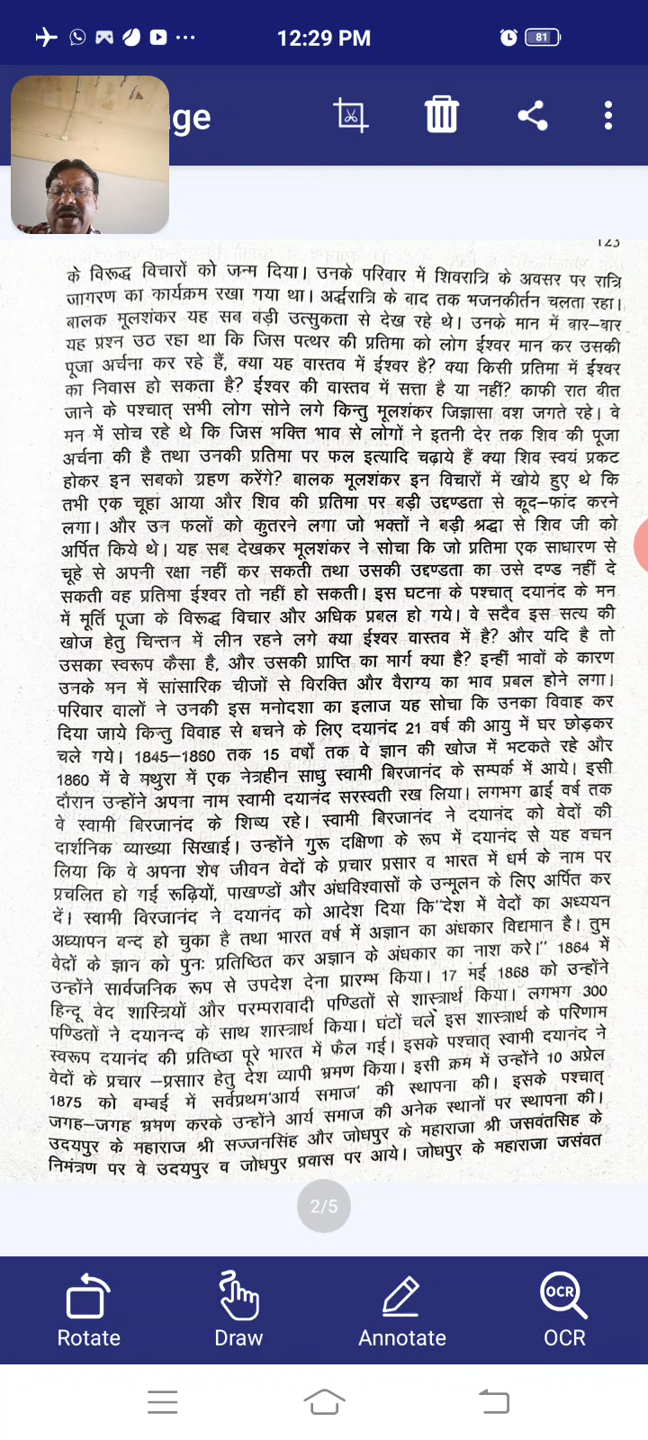 12:29 PM
81
ge
123
के विरूद्ध विचारों को जन्म दिया। उनके परिवार में शिवरात्रि के अवसर पर रात्रि
जागरण का कार्यक्रम रखा गया था। अर्द्धरात्रि के बाद तक भजनकीर्तन चलता रहा।
बालक मूलशंकर यह सब बड़ी उत्सुकता से देख रहे थे। उनके मान में बार–बार
यह प्रश्न उठ रहा था कि जिस पत्थर की प्रतिमा को लोग ईश्वर मान कर उसकी
पूजा अर्चना कर रहे हैं, क्या यह वास्तव में ईश्वर है? क्या किसी प्रतिमा में ईश्वर
का निवास हो सकता है? ईश्वर की वास्तव में सत्ता है या नहीं? काफी रात बीत
जाने के पश्चात् सभी लोग सोने लगे किन्तु मूलशंकर जिज्ञासा वश जगते रहे। वे
मन में सोच रहे थे कि जिस भक्ति भाव से लोगों ने इतनी देर तक शिव की पूजा
अर्चना की है तथा उनकी प्रतिमा पर फल इत्यादि चढ़ाये हैं क्या शिव स्वयं प्रकट
होकर इन सबको ग्रहण करेंगे? बालक मूलशंकर इन विचारों में खोये हुए थे कि
तभी एक चूहा आया और शिव की प्रतिमा पर बड़ी उद्दण्डता से कूद–फांद करने
लगा। और उन फलों को कुतरने लगा जो भक्तों ने बड़ी श्रद्धा से शिव जी को
अर्पित किये थे। यह सब देखकर मूलशंकर ने सोचा कि जो प्रतिमा एक साधारण से
चूहे से अपनी रक्षा नहीं कर सकती तथा उसकी उद्दण्डता का उसे दण्ड नहीं दे
सकती वह प्रतिमा ईश्वर तो नहीं हो सकती। इस घटना के पश्चात् दयानंद के मन
में मूर्ति पूजा के विरूद्ध विचार और अधिक प्रबल हो गये। वे सदैव इस सत्य की
खोज हेतु चिन्तन में लीन रहने लगे क्या ईश्वर वास्तव में है? और यदि है तो
उसका स्वरूप कैसा है, और उसकी प्राप्ति का मार्ग क्या है? इन्हीं भावों के कारण
उनके मन में सांसारिक चीजों से विरक्ति और वैराग्य का भाव प्रबल होने लगा।
परिवार वालों ने उनकी इस मनोदशा का इलाज यह सोचा कि उनका विवाह कर
दिया जाये किन्तु विवाह से बचने के लिए दयानंद 21 वर्ष की आयु में घर छोड़कर
चले गये। 1845–1860 तक 15 वर्षो तक वे ज्ञान की खोज में भटकते रहे और
1860 में वे मथुरा में एक नेत्रहीन साधु स्वामी बिरजानंद के सम्पर्क में आये। इसी
दौरान उन्होंने अपना नाम स्वामी दयानंद सरस्वती रख लिया। लगभग ढाई वर्ष तक
वे स्वामी बिरजानंद के शिष्य रहे। स्वामी बिरजानंद ने दयानंद को वेदों की
दार्शनिक व्याख्या सिखाई। उन्होंने गुरू दक्षिणा के रूप में दयानंद से यह वचन
लिया कि वे अपना शेष जीवन वेदों के प्रचार प्रसार व भारत में धर्म के नाम पर
प्रचलित हो गई रूढ़ियों, पाखण्डों और अंधविश्वासों के उन्मूलन के लिए अर्पित कर
दें। स्वामी विरजानंद ने दयानंद को आदेश दिया कि"देश में वेदों का अध्ययन
अध्यापन बन्द हो चुका है तथा भारत वर्ष में अज्ञान का अंधकार विद्यमान है। तुम
वेदों के ज्ञान को पुनः प्रतिष्ठित कर अज्ञान के अंधकार का नाश करे।" 1864 में
उन्होंने सार्वजनिक रूप से उपदेश देना प्रारम्भ किया। 17 मई 1868 को उन्होंने
हिन्दू वेद शास्त्रियों और परम्परावादी पण्डितों से शास्त्रार्थ किया। लगभग 300
पण्डितों ने दयानन्द के साथ शास्त्रार्थ किया। घंटों चले इस शास्त्रार्थ के परिणाम
स्वरूप दयानंद की प्रतिष्ठा पूरे भारत में फैल गई। इसके पश्चात् स्वामी दयानंद ने
वेदों के प्रचार –प्रसाार हेतु देश व्यापी भ्रमण किया। इसी क्रम में उन्होंने 10 अप्रेल
1875 को बम्बई में सर्वप्रथम'आर्य समाज' की स्थापना की। इसके पश्चात्
जगह–जगह भ्रमण करके उन्होंने आर्य समाज की अनेक स्थानों पर स्थापना की।
उदयपुर के महाराज श्री सज्जनसिंह और जोधपुर के महाराजा श्री जसवंतसिह के
निमंत्रण पर वे उदयपुर व जोधपुर प्रवास पर आये। जोधपुर के महाराजा जसंवत
2/5
Rotate
Draw
Annotate
OCR
OCR